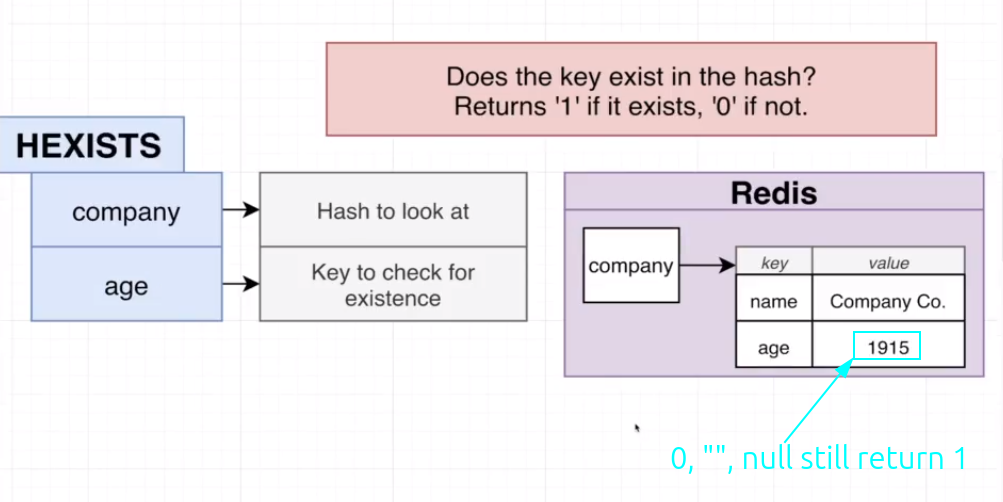 Does the key exist in the hash?
Returns '1' if it exists, '0' if not.
HEXISTS
company
Hash to look at
age
Key to check for
existence
Redis
company
key value
name Company Co.
age 1915
0, "", null still return 1